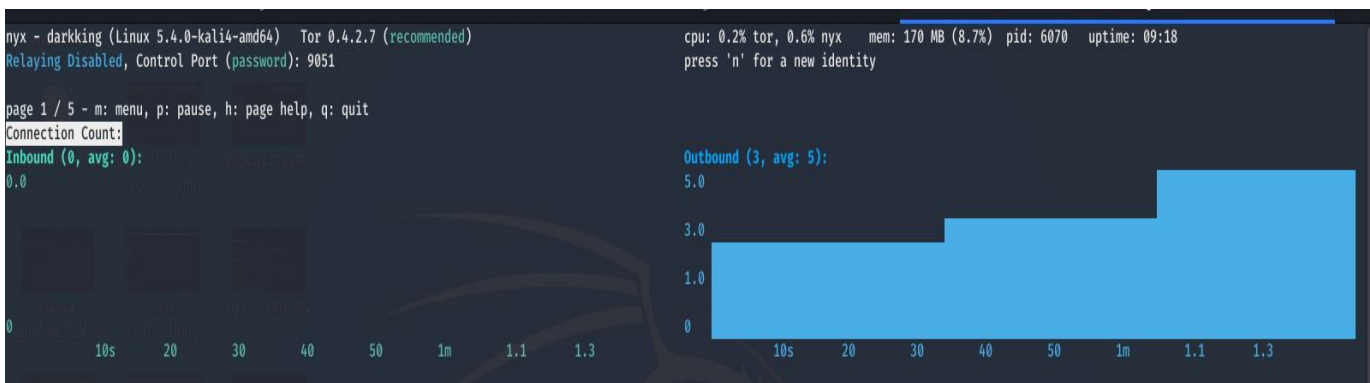 nyx - darkking (Linux 5.4.0-kali4-amd64)   Tor 0.4.2.7 (recommended)   cpu: 0.2% tor, 0.6% nyx   mem: 170 MB (8.7%)  pid: 6070   uptime: 09:18
Relaying Disabled, Control Port (password): 9051   press 'n' for a new identity
page 1 / 5 - m: menu, p: pause, h: page help, q: quit
Connection Count:
Inbound (0, avg: 0):   Outbound (3, avg: 5):
0.0   5.0
3.0
1.0
0   0
10s   20   30   40   50   1m   1.1   1.3   10s   20   30   40   50   1m   1.1   1.3